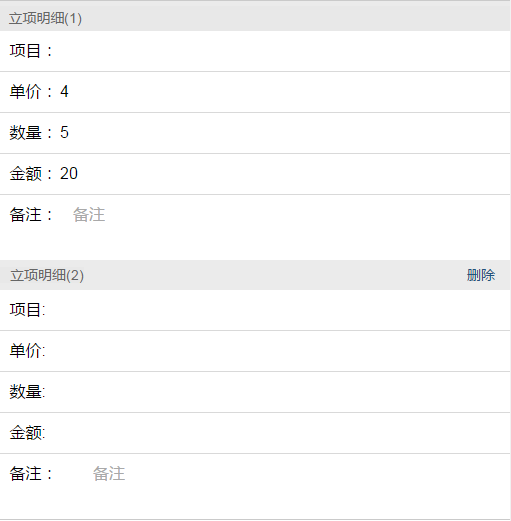 立项明细(1)
项目：
单价：4
数量：5
金额：20
备注： 备注
立项明细(2) 删除
项目:
单价:
数量:
金额:
备注： 备注